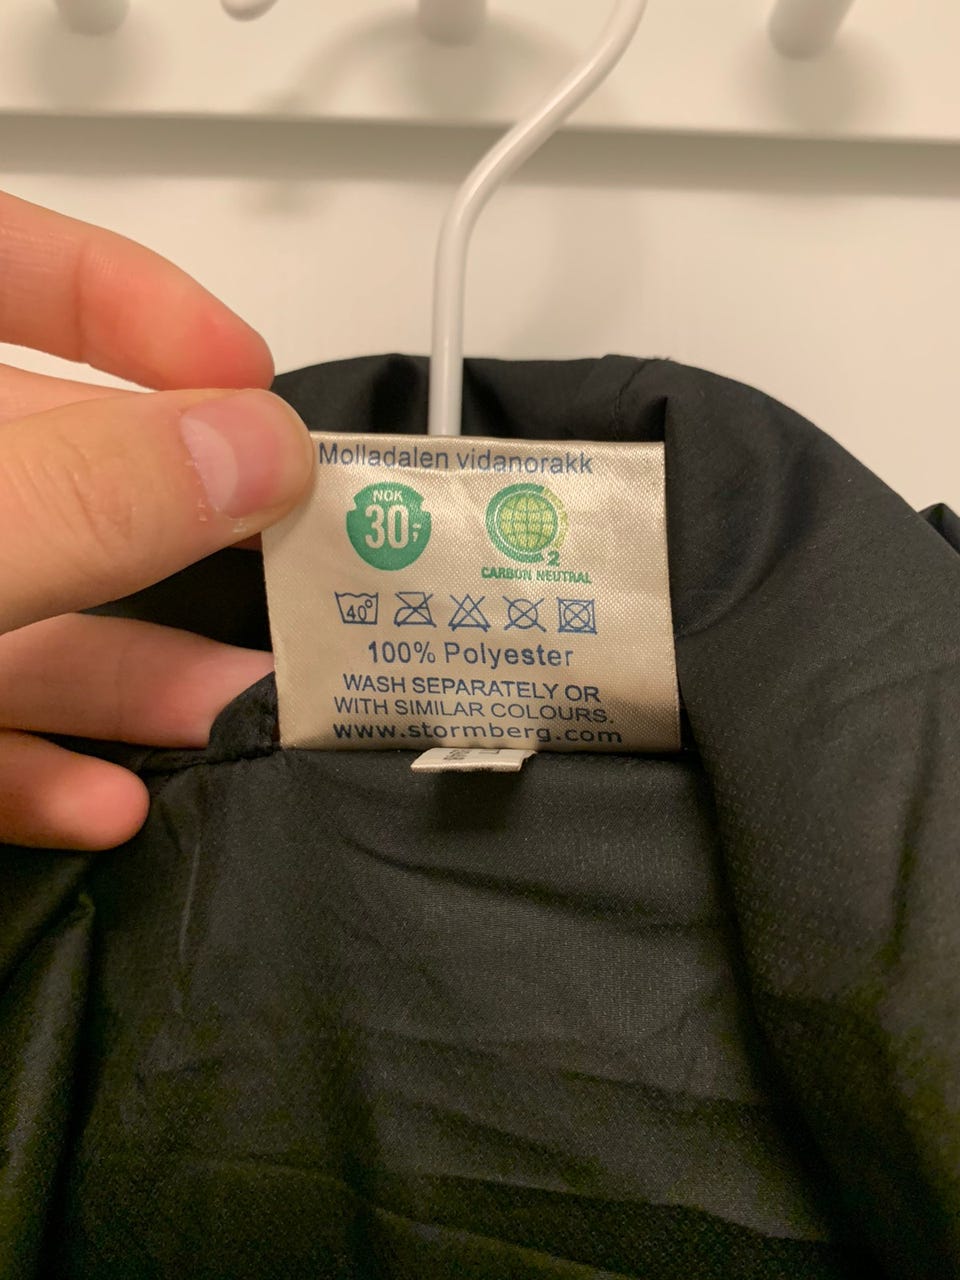 Molladalen vidanorakk
NOK
30,-
2
CARBON NEUTRAL
40°
100% Polyester
WASH SEPARATELY OR
WITH SIMILAR COLOURS.
www.stormberg.com